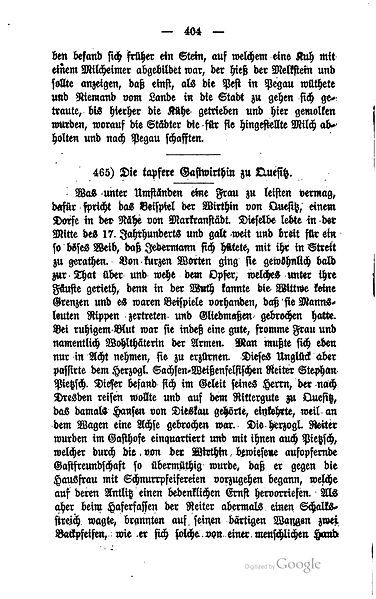 — 404 —
ben befand sich früher ein Stein, auf welchem eine Kuh mit
einem Milcheimer abgebildet war, der hieß der Melkstein und
sollte anzeigen, daß einst, als die Pest in Pegau wüthete
und Niemand vom Lande in die Stadt zu gehen sich ge-
traute, bis hierher die Kühe getrieben und hier gemolken
wurden, worauf die Städter die für sie hingestellte Milch ab-
holten und nach Pegau schafften.
465) Die tapfere Gastwirthin zu Quesitz.
Was unter Umständen eine Frau zu leisten vermag,
dafür spricht das Beispiel der Wirthin von Quesitz, einem
Dorfe in der Nähe von Markranstädt. Dieselbe lebte in der
Mitte des 17. Jahrhunderts und galt weit und breit für ein
so böses Weib, daß Jedermann sich hütete, mit ihr in Streit
zu gerathen. Von kurzen Worten ging sie gewöhnlich bald
zur That über und wehe dem Opfer, welches unter ihre
Fäuste gerieth, denn in der Wuth kannte die Wittwe keine
Grenzen und es waren Beispiele vorhanden, daß sie Manns-
leuten Rippen zertreten und Gliedmaßen gebrochen hatte.
Bei ruhigem Blut war sie indeß eine gute, fromme Frau und
namentlich Wohlthäterin der Armen. Man mußte sich eben
nur in Acht nehmen, sie zu erzürnen. Dieses Unglück aber
passirte dem Herzogl. Sachsen-Weißenfelsischen Reiter Stephan
Pietzsch. Dieser befand sich im Geleit seines Herrn, der nach
Dresden reisen wollte und auf dem Rittergute zu Quesitz,
das damals Hansen von Dieskau gehörte, einkehrte, weil an
dem Wagen eine Achse gebrochen war. Die herzogl. Reiter
wurden im Gasthofe einquartiert und mit ihnen auch Pietzsch,
welcher durch die von der Wirthin bewiesene aufopfernde
Gastfreundschaft so übermüthig wurde, daß er gegen die
Hausfrau mit Schnurrpfeifereien vorzugehen begann, welche
auf deren Antlitz einen bedenklichen Ernst hervorriefen. Als
aber beim Haferfassen der Reiter abermals einen Schalks-
streich wagte, brannten auf seinen bärtigen Wangen zwei
Backpfeifen, wie er sich solche von einer menschlichen Hand
Digitized by Google